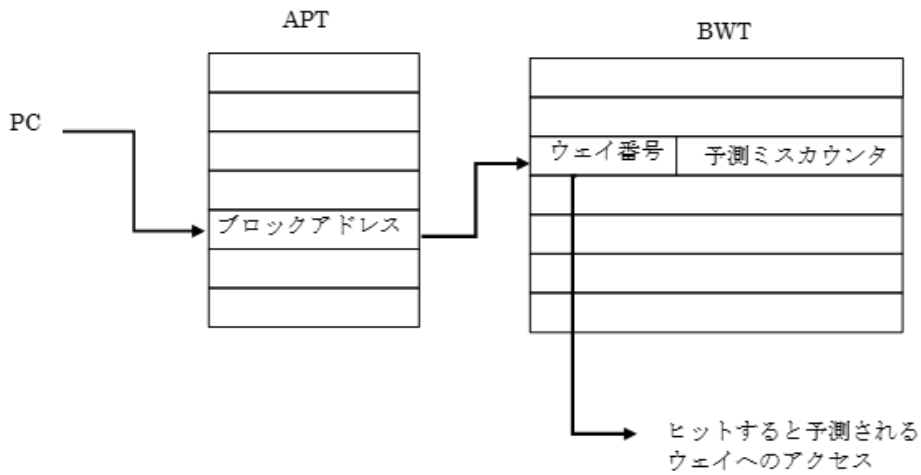 APT
BWT
PC
ウェイ番号
予測ミスカウンタ
ブロックアドレス
ヒットすると予測される
ウェイへのアクセス